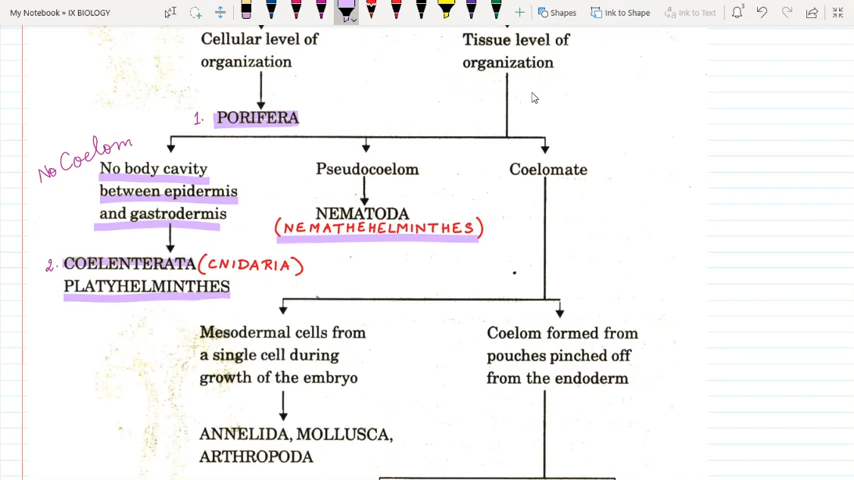 My Notebook » IX BIOLOGY
Shapes
Ink to Shape
Ink to Text
Cellular level of
organization
Tissue level of
organization
1. PORIFERA
No Coelom
No body cavity
between epidermis
and gastrodermis
Pseudocoelom
Coelomate
NEMATODA
(NEMATHEHELMINTHES)
2. COELENTERATA (CNIDARIA)
PLATYHELMINTHES
Mesodermal cells from
a single cell during
growth of the embryo
Coelom formed from
pouches pinched off
from the endoderm
ANNELIDA, MOLLUSCA,
ARTHROPODA